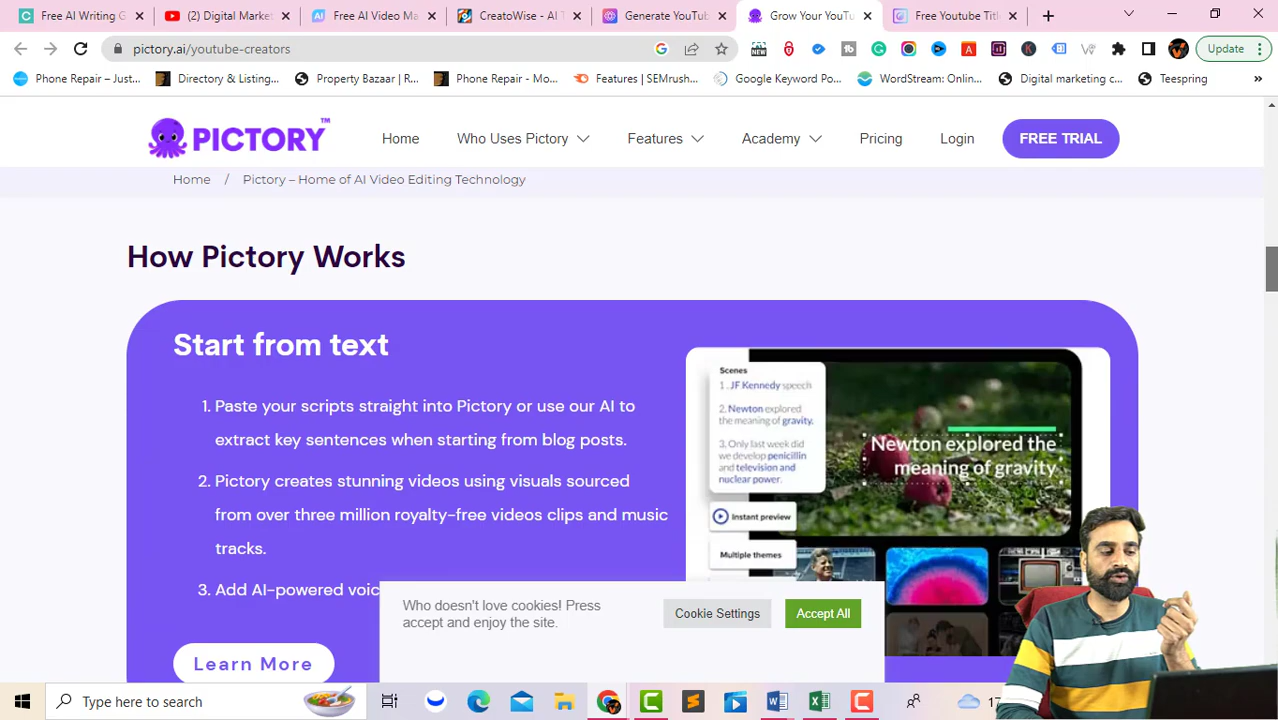 Free AI Writing
Digital Market
Free AI Video Ma
CreatoWise - AI T
Generate YouTub
Grow Your YouTu
Free Youtube Title
pictory.ai/youtube-creators
Update
Phone Repair – Just...
Directory & Listing...
Property Bazaar | R...
Phone Repair - Mo...
Features | SEMrush...
Google Keyword Po...
WordStream: Onlin...
Digital marketing c...
Teespring
PICTORY™
Home
Who Uses Pictory
Features
Academy
Pricing
Login
FREE TRIAL
Home / Pictory – Home of AI Video Editing Technology
How Pictory Works
Start from text
1. Paste your scripts straight into Pictory or use our AI to
extract key sentences when starting from blog posts.
2. Pictory creates stunning videos using visuals sourced
from over three million royalty-free videos clips and music
tracks.
3. Add AI-powered voic
Learn More
Scenes
1. JF Kennedy speech
2. Newton explored
the meaning of gravity.
3. Only last week did
we develop penicillin
and television and
nuclear power.
Instant preview
Multiple themes
Newton explored the
meaning of gravity
Who doesn't love cookies! Press
accept and enjoy the site.
Cookie Settings
Accept All
Type here to search